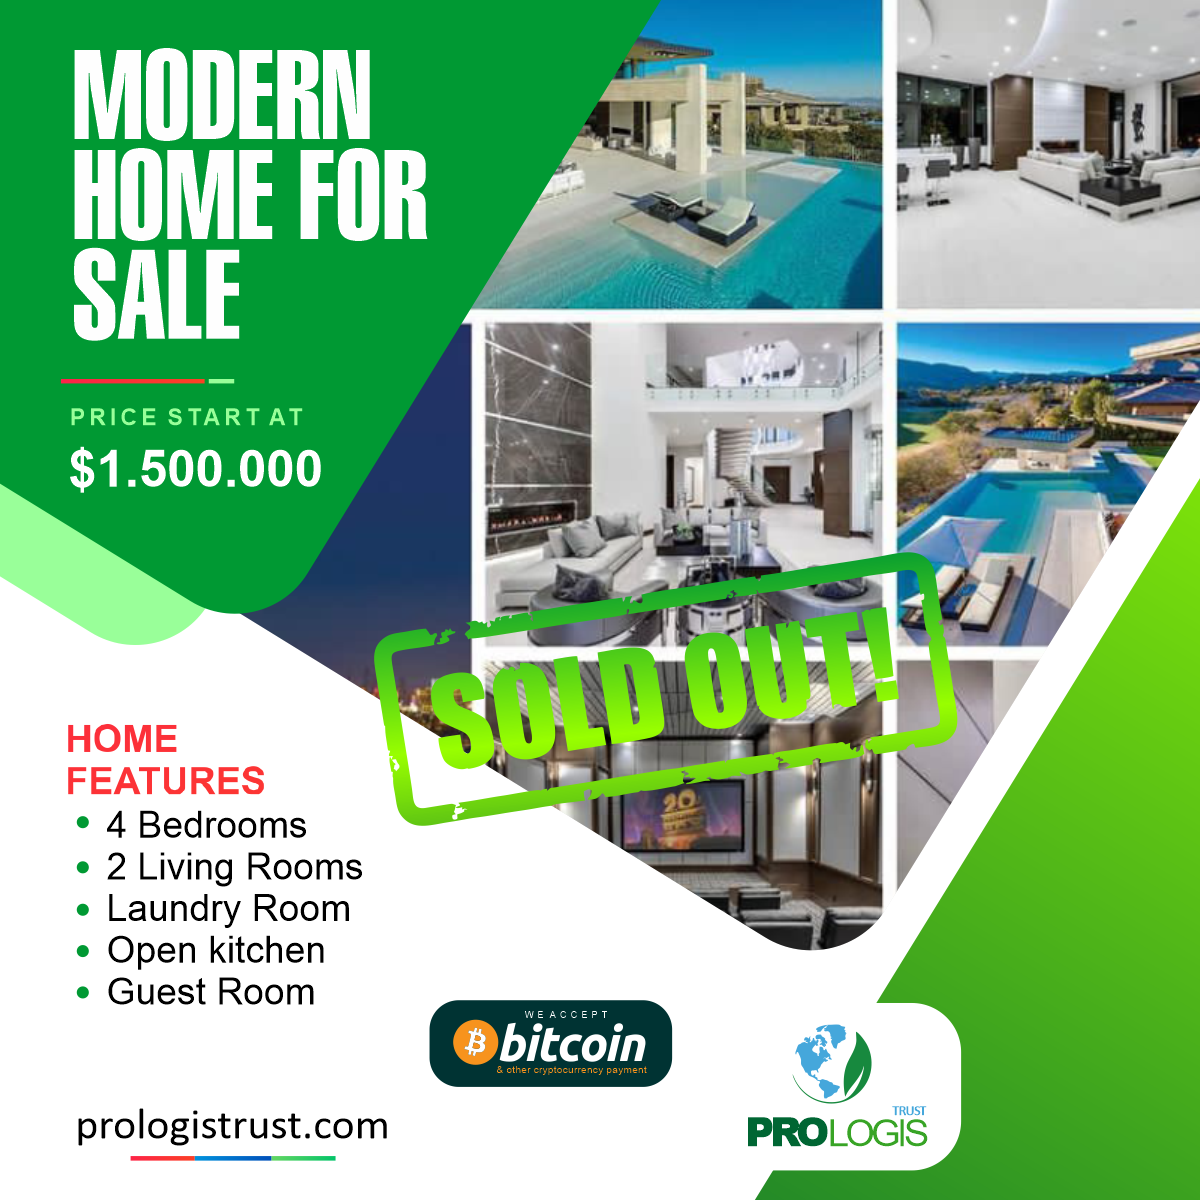 MODERN
HOME FOR
SALE
PRICE START AT
$1.500.000
SOLD OUT!
20
HOME
FEATURES
4 Bedrooms
2 Living Rooms
Laundry Room
Open kitchen
Guest Room
WE ACCEPT
bitcoin
& other cryptocurrency payment
prologistrust.com
TRUST
PROLOGIS